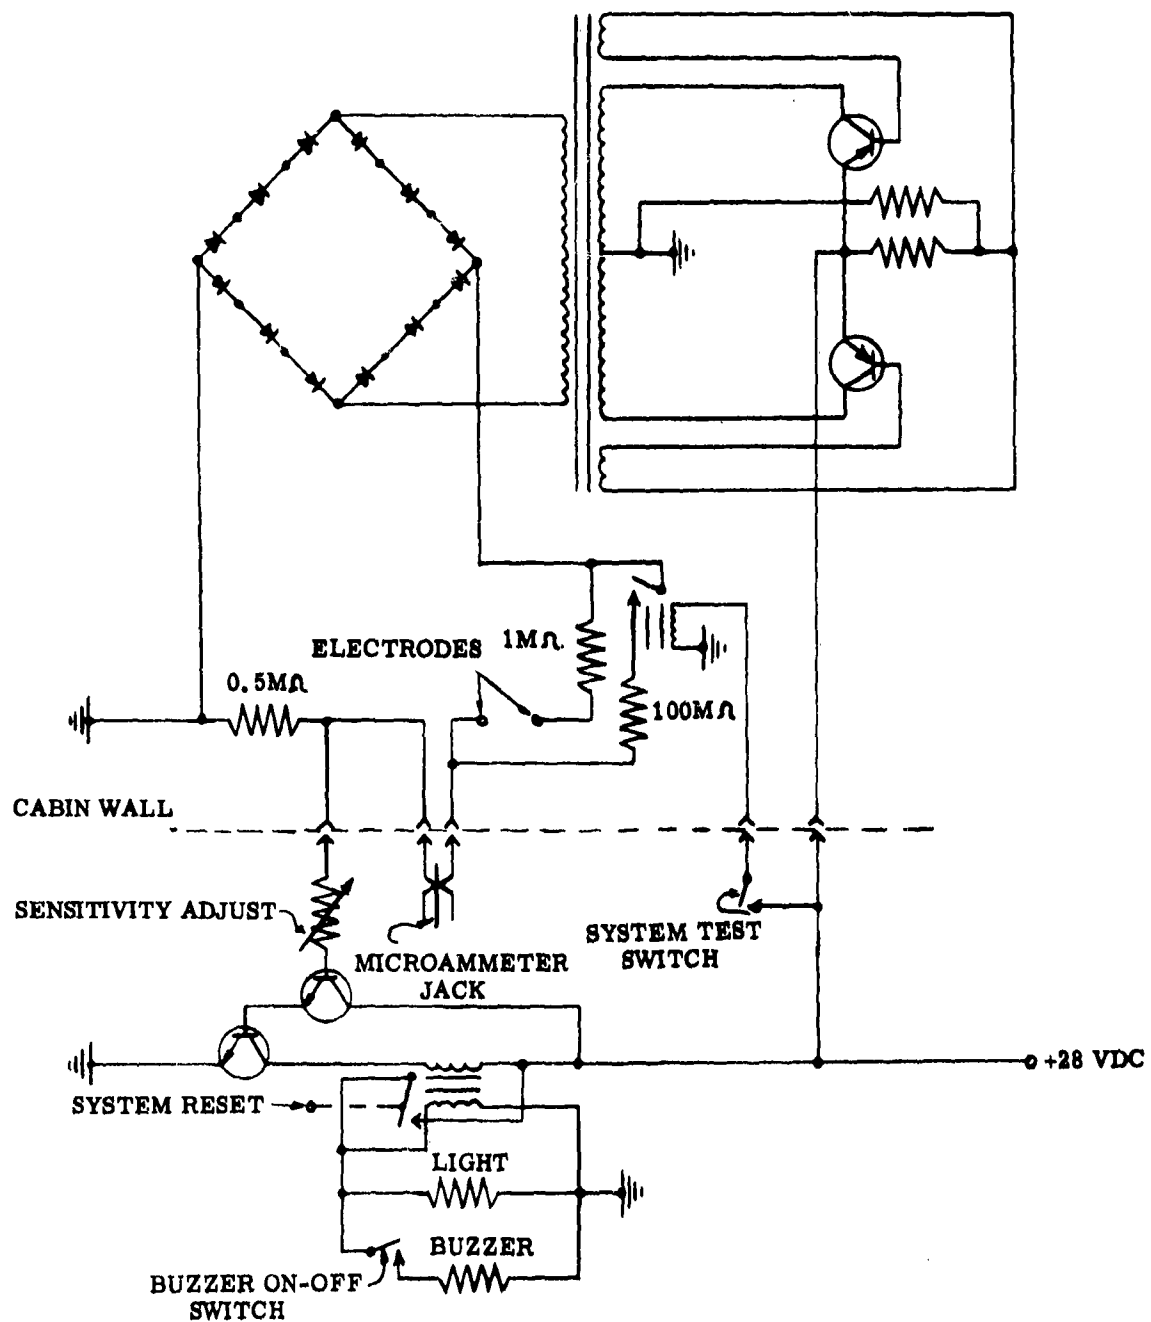 ELECTRODES
1MΩ
0.5MΩ
100MΩ
CABIN WALL
SENSITIVITY ADJUST
MICROAMMETER
JACK
SYSTEM TEST
SWITCH
+28 VDC
SYSTEM RESET
LIGHT
BUZZER
BUZZER ON-OFF
SWITCH